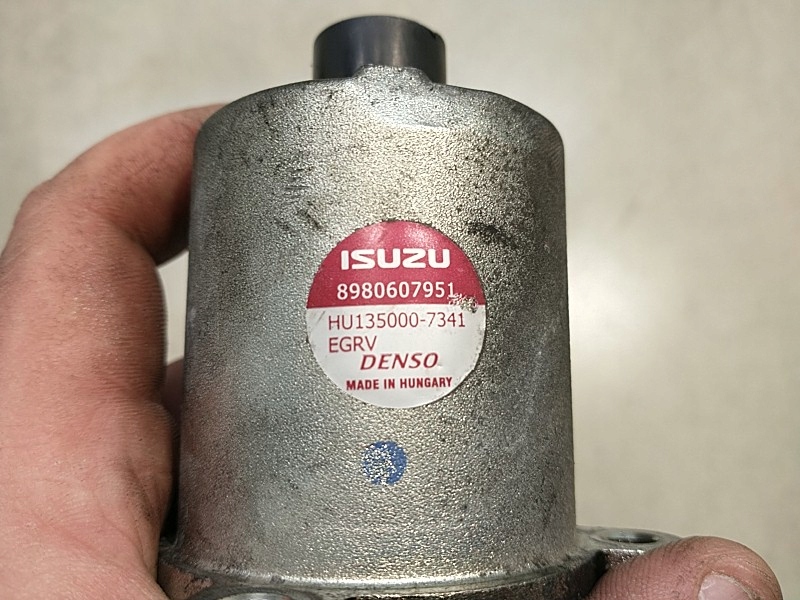 ISUZU
8980607951
HU135000-7341
EGRV
DENSO
MADE IN HUNGARY